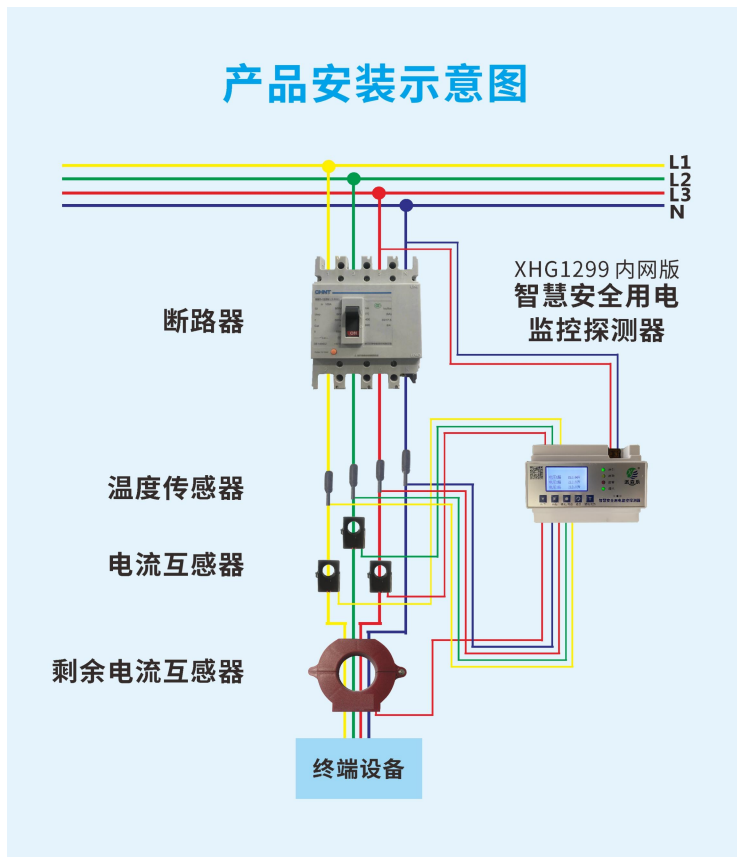 产品安装示意图
L1
L2
L3
N
XHG1299 内网版
智慧安全用电
监控探测器
断路器
CHNT
温度传感器
电流互感器
剩余电流互感器
终端设备